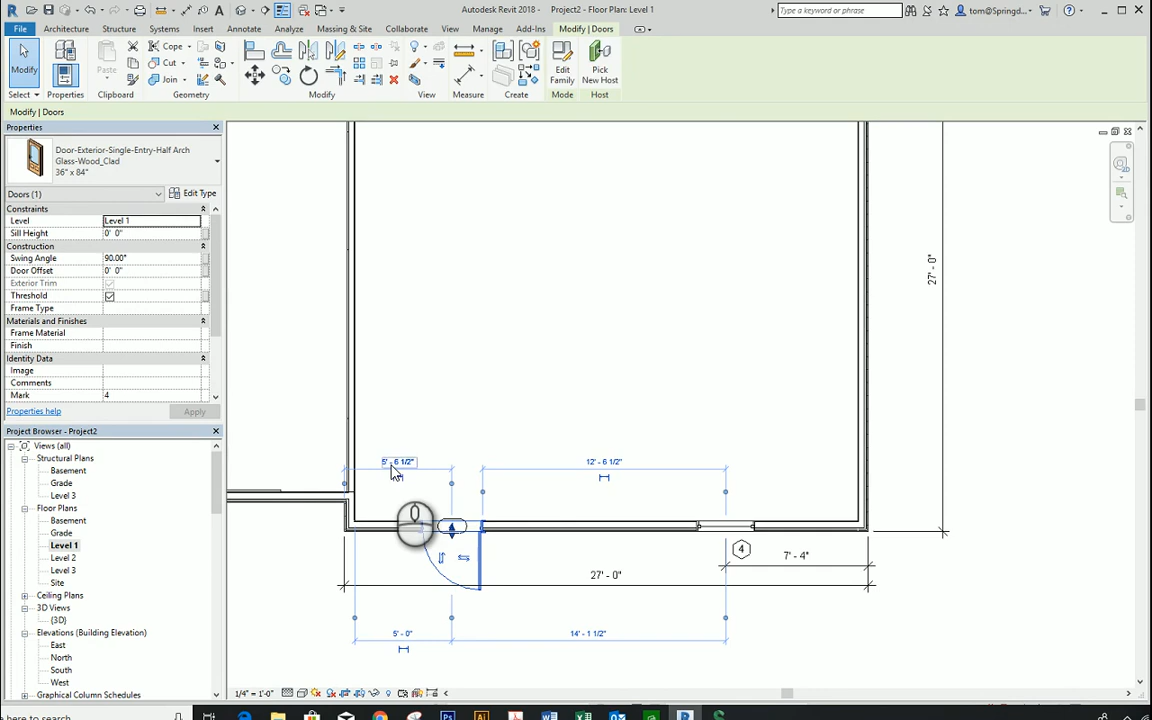 Autodesk Revit 2018 - Project2 - Floor Plan: Level 1
Type a keyword or phrase
tom@Springd...
File Architecture Structure Systems Insert Annotate Analyze Massing & Site Collaborate View Manage Add-Ins Modify | Doors
Modify
Properties
Paste
Cope
Cut
Join
Edit
Family
Pick
New Host
Select Properties Clipboard Geometry Modify View Measure Create Mode Host
Modify | Doors
Properties
Door-Exterior-Single-Entry-Half Arch
Glass-Wood_Clad
36" x 84"
Doors (1)
Edit Type
Constraints
Level Level 1
Sill Height 0' 0"
Construction
Swing Angle 90.00°
Door Offset 0' 0"
Exterior Trim
Threshold
Frame Type
Materials and Finishes
Frame Material
Finish
Identity Data
Image
Comments
Mark 4
Properties help
Apply
Project Browser - Project2
Views (all)
Structural Plans
Basement
Grade
Level 3
Floor Plans
Basement
Grade
Level 1
Level 2
Level 3
Site
Ceiling Plans
3D Views
{3D}
Elevations (Building Elevation)
East
North
South
West
Graphical Column Schedules
27' - 0"
5' - 6 1/2"
12' - 6 1/2"
4
7' - 4"
27' - 0"
5' - 0"
14' - 1 1/2"
1/4" = 1'-0"
here to search